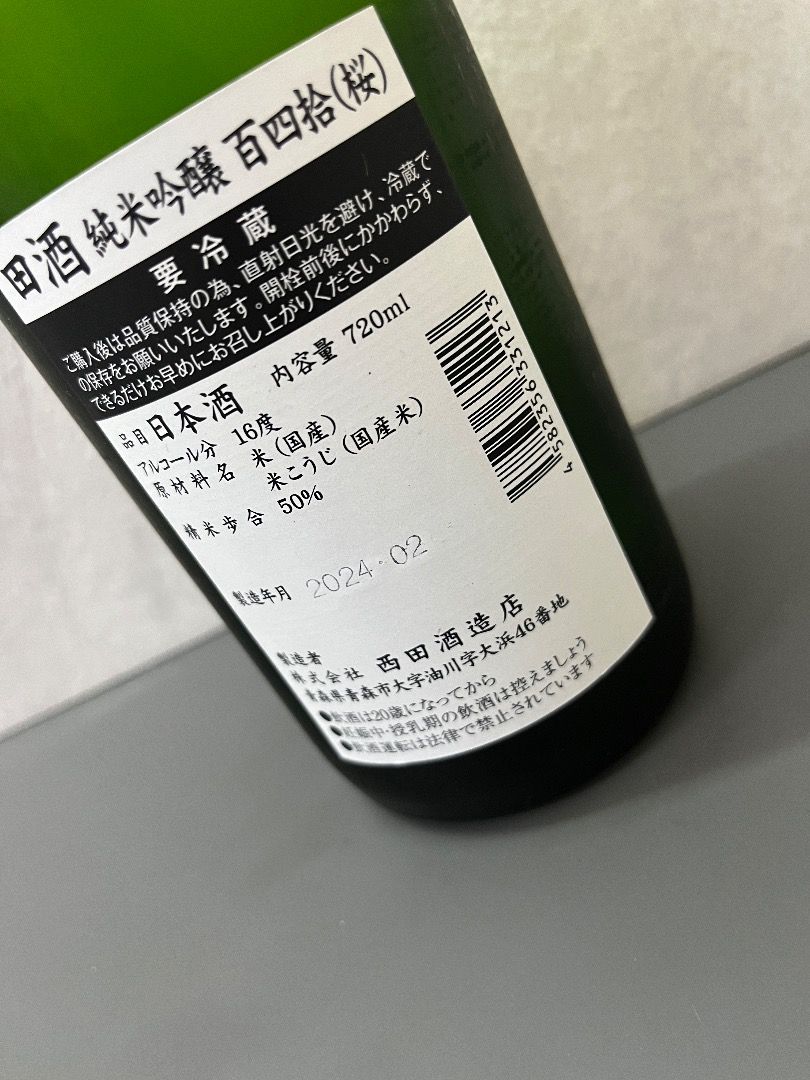 田酒 純米吟醸 百四拾(桜)
要冷蔵
ご購入後は品質保持の為、直射日光を避け、冷蔵で
の保存をお願いいたします。開栓前後にかかわらず、
できるだけお早めにお召し上がりください。
品目 日本酒 内容量 720ml
アルコール分 16度
原材料名 米(国産)
米こうじ(国産米)
精米歩合 50%
製造年月 2024.02
製造者
株式会社 西田酒造店
青森県青森市大字油川字大浜46番地
●飲酒は20歳になってから
●妊娠中・授乳期の飲酒は控えましょう
●飲酒運転は法律で禁止されています
4582356331213